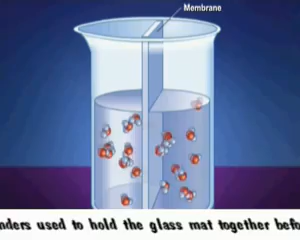 Membrane
nders used to hold the glass mat together befo